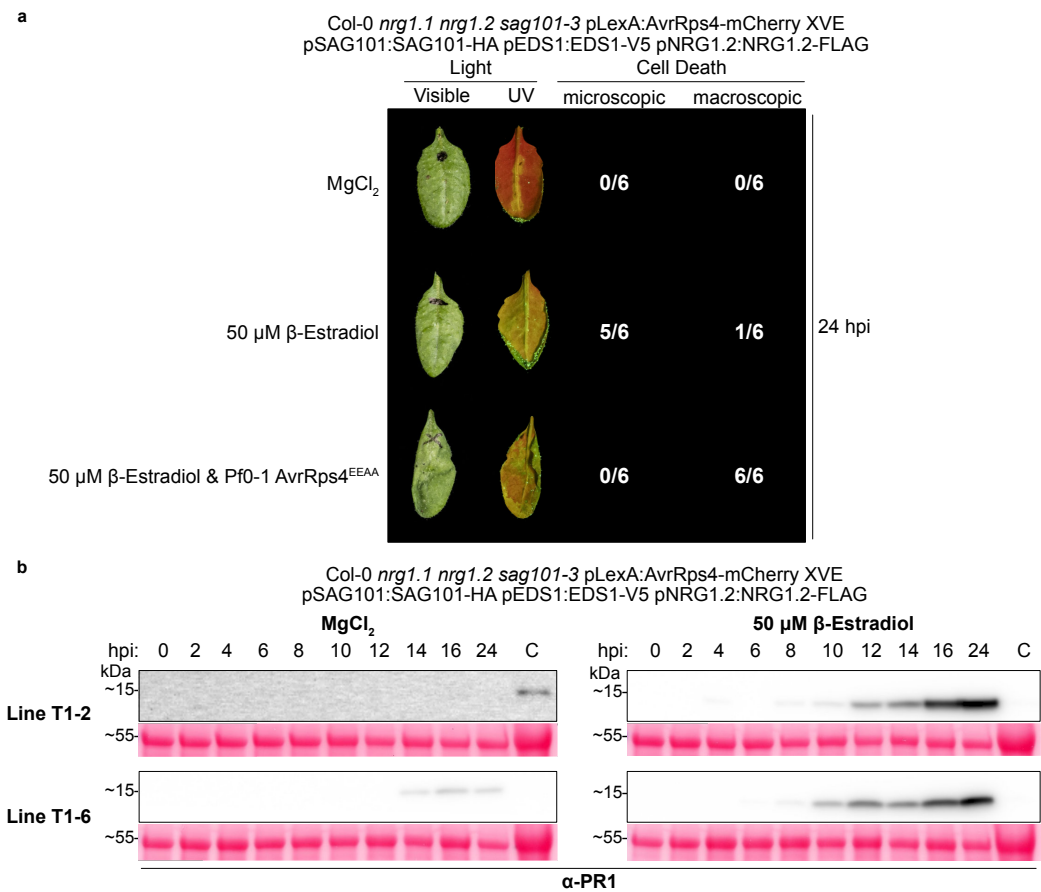 a
Col-0 nrg1.1 nrg1.2 sag101-3 pLexA:AvrRps4-mCherry XVE
pSAG101:SAG101-HA pEDS1:EDS1-V5 pNRG1.2:NRG1.2-FLAG
Light Cell Death
Visible UV microscopic macroscopic
MgCl₂ 0/6 0/6
50 µM β-Estradiol 5/6 1/6
24 hpi
50 µM β-Estradiol & Pf0-1 AvrRps4ᴱᴱᴬᴬ 0/6 6/6
b
Col-0 nrg1.1 nrg1.2 sag101-3 pLexA:AvrRps4-mCherry XVE
pSAG101:SAG101-HA pEDS1:EDS1-V5 pNRG1.2:NRG1.2-FLAG
MgCl₂ 50 µM β-Estradiol
hpi: 0 2 4 6 8 10 12 14 16 24 C hpi: 0 2 4 6 8 10 12 14 16 24 C
kDa kDa
~15- ~15-
Line T1-2
~55- ~55-
~15- ~15-
Line T1-6
~55- ~55-
α-PR1